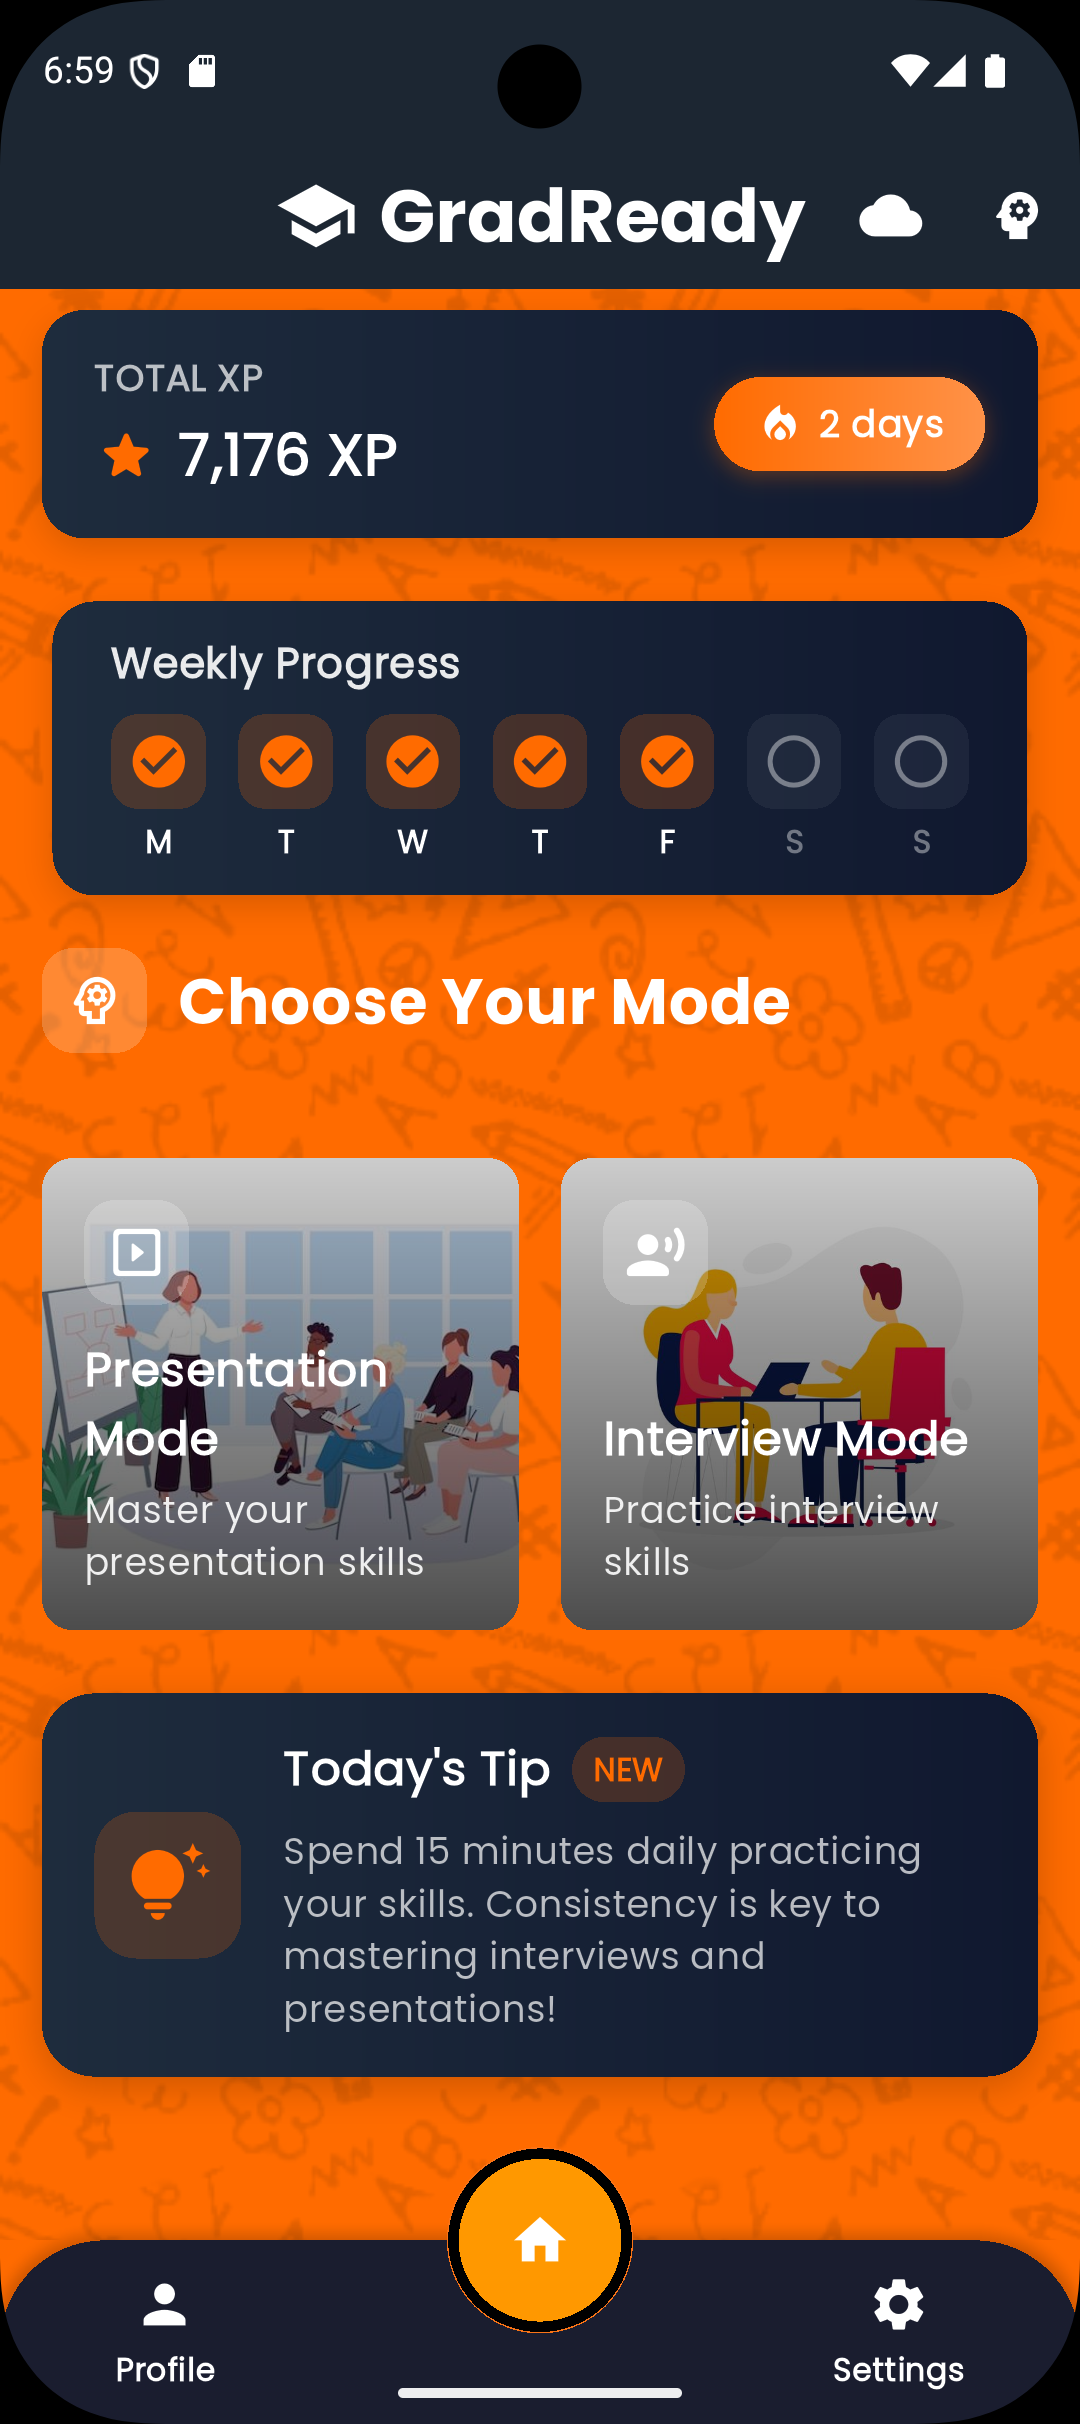 6:59
GradReady
TOTAL XP
7,176 XP
2 days
Weekly Progress
M T W T F S S
Choose Your Mode
Presentation
Mode
Master your
presentation skills
Interview Mode
Practice interview
skills
Today's Tip
NEW
Spend 15 minutes daily practicing
your skills. Consistency is key to
mastering interviews and
presentations!
Profile
Settings